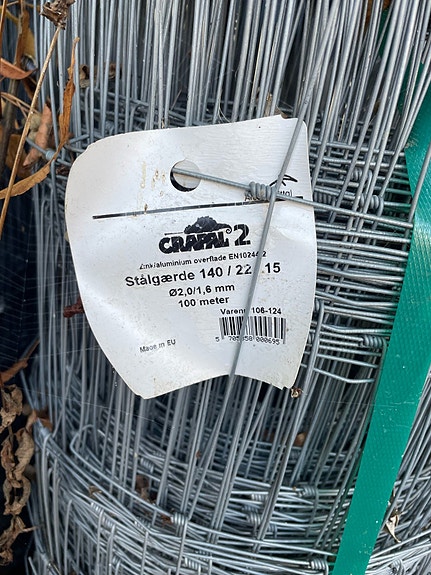 CRAPAL 2
Zink/aluminium overflade EN10244-2
Stålgærde 140 / 22 / 15
Ø2,0/1,6 mm
100 meter
Varenr. 106-124
Made in EU